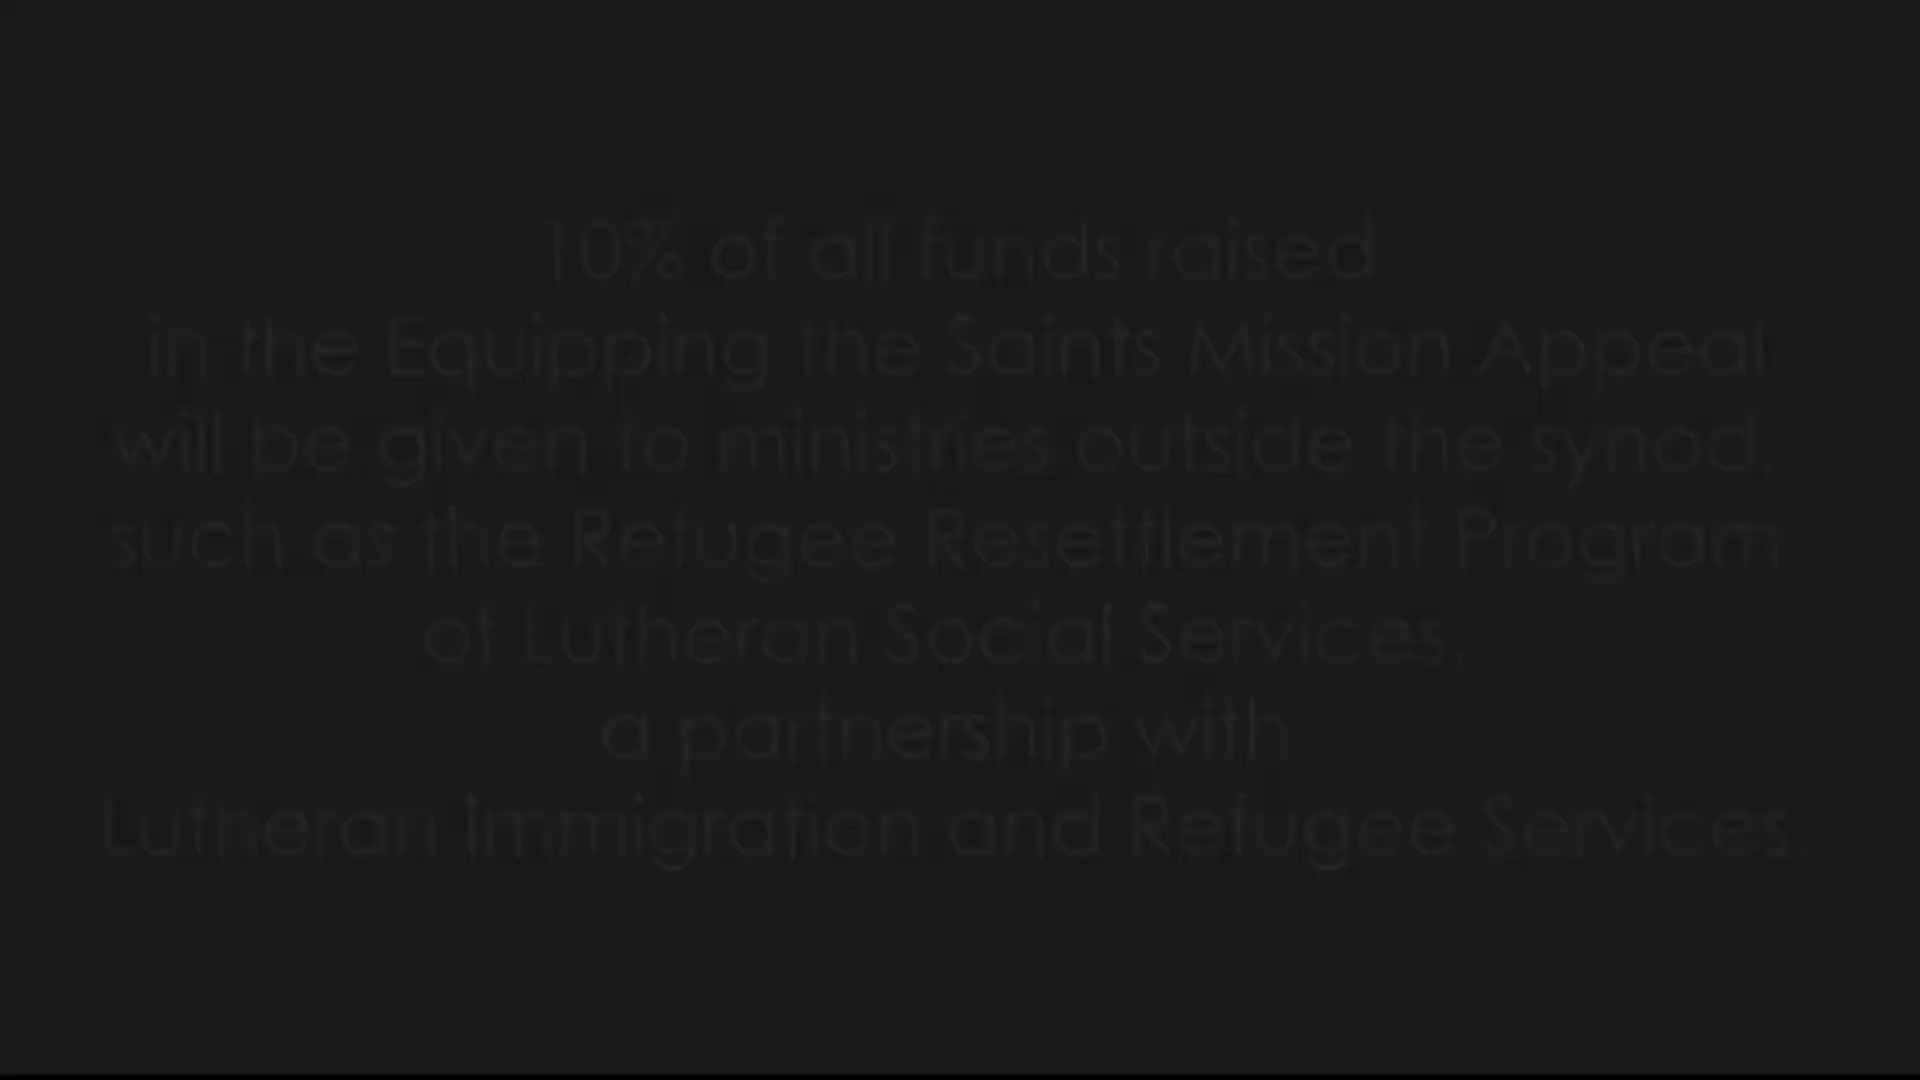 10% of all funds raised
in the Equipping the Saints Mission Appeal
will be given to ministries outside the synod,
such as the Refugee Resettlement Program
of Lutheran Social Services,
a partnership with
Lutheran Immigration and Refugee Services.